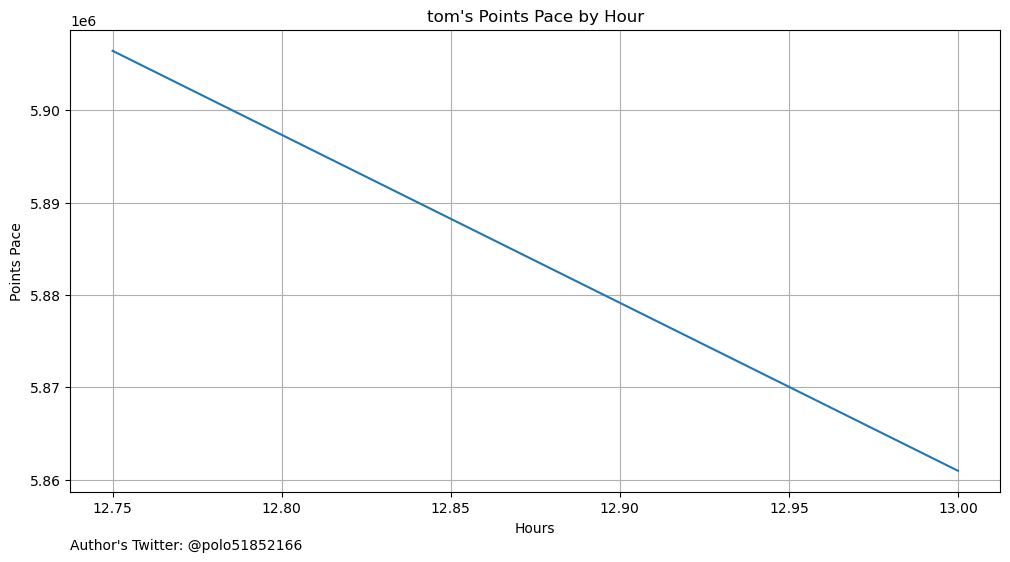 tom's Points Pace by Hour
1e6
5.90
5.89
5.88
5.87
5.86
Points Pace
12.75 12.80 12.85 12.90 12.95 13.00
Hours
Author's Twitter: @polo51852166